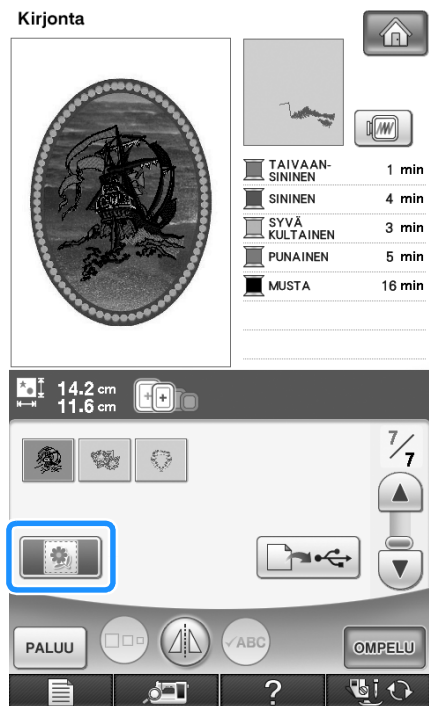 Kirjonta
TAIVAAN-
SININEN 1 min
SININEN 4 min
SYVÄ
KULTAINEN 3 min
PUNAINEN 5 min
MUSTA 16 min
14.2 cm
11.6 cm
7/7
PALUU
✓ABC
OMPELU
?